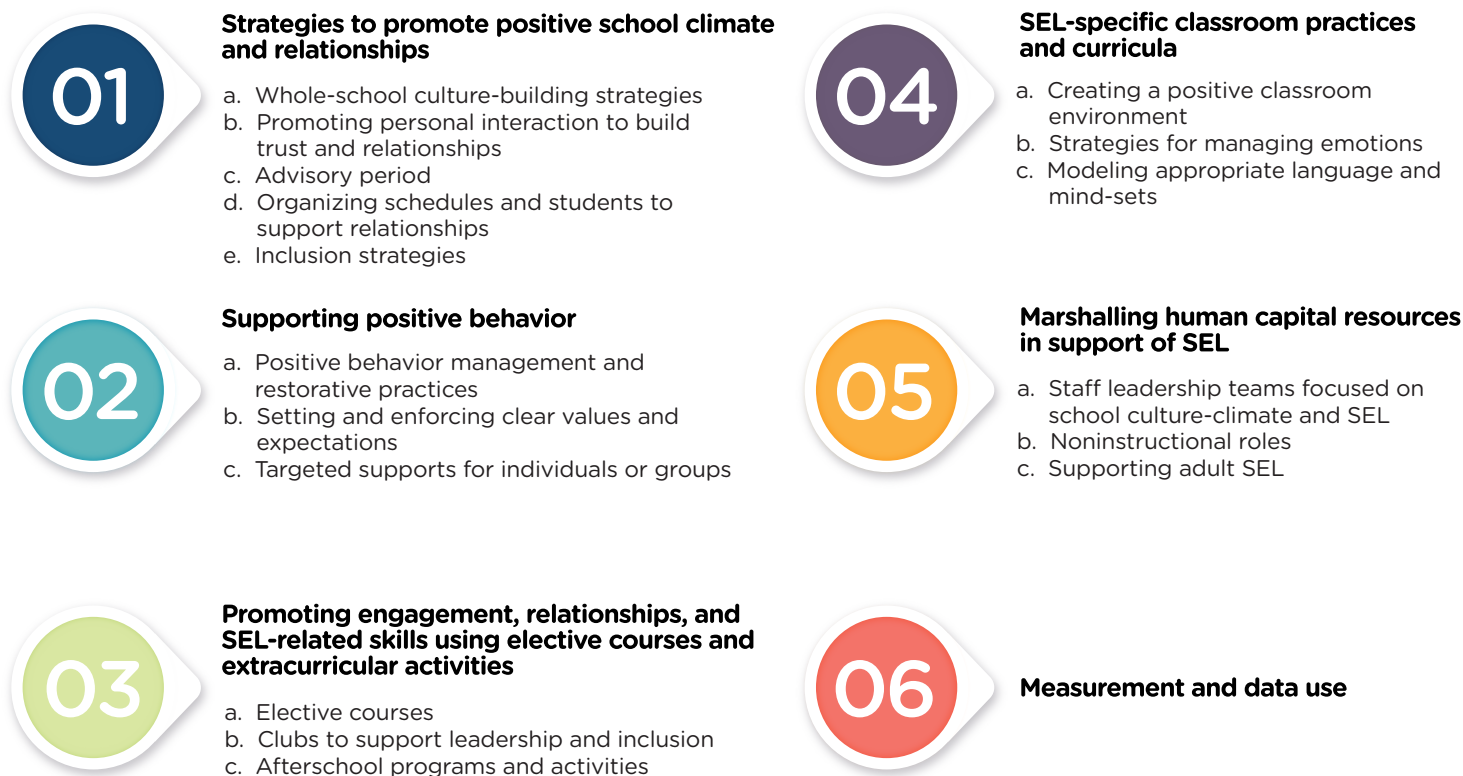 01
Strategies to promote positive school climate
and relationships
a. Whole-school culture-building strategies
b. Promoting personal interaction to build
trust and relationships
c. Advisory period
d. Organizing schedules and students to
support relationships
e. Inclusion strategies
02
Supporting positive behavior
a. Positive behavior management and
restorative practices
b. Setting and enforcing clear values and
expectations
c. Targeted supports for individuals or groups
03
Promoting engagement, relationships, and
SEL-related skills using elective courses and
extracurricular activities
a. Elective courses
b. Clubs to support leadership and inclusion
c. Afterschool programs and activities
04
SEL-specific classroom practices
and curricula
a. Creating a positive classroom
environment
b. Strategies for managing emotions
c. Modeling appropriate language and
mind-sets
05
Marshalling human capital resources
in support of SEL
a. Staff leadership teams focused on
school culture-climate and SEL
b. Noninstructional roles
c. Supporting adult SEL
06
Measurement and data use